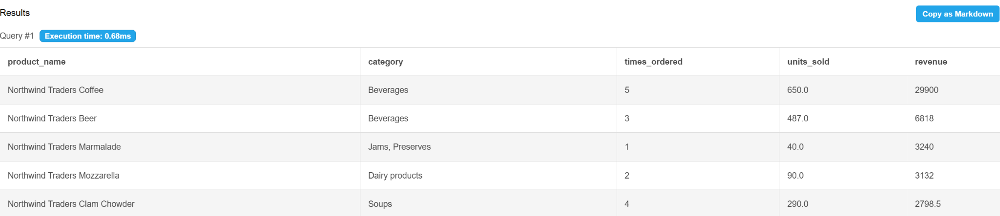 Results
Copy as Markdown
Query #1 Execution time: 0.68ms
product_name category times_ordered units_sold revenue
Northwind Traders Coffee Beverages 5 650.0 29900
Northwind Traders Beer Beverages 3 487.0 6818
Northwind Traders Marmalade Jams, Preserves 1 40.0 3240
Northwind Traders Mozzarella Dairy products 2 90.0 3132
Northwind Traders Clam Chowder Soups 4 290.0 2798.5